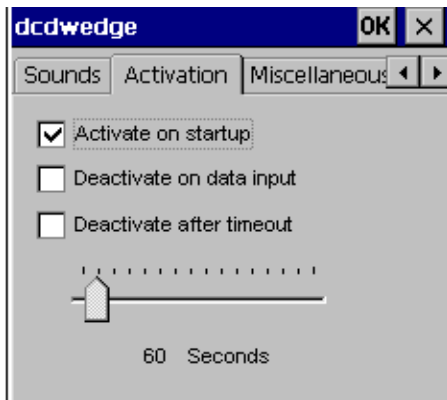 dcdwedge OK ×
Sounds Activation Miscellaneous
Activate on startup
Deactivate on data input
Deactivate after timeout
60 Seconds